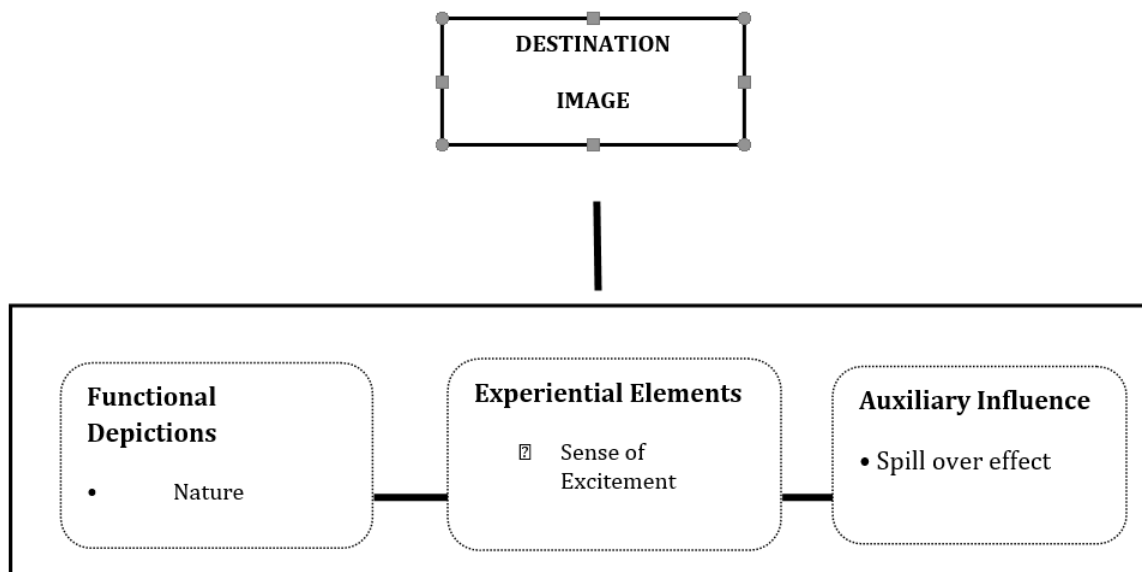 DESTINATION
IMAGE
Functional
Depictions
• Nature
Experiential Elements
⍰ Sense of
Excitement
Auxiliary Influence
• Spill over effect